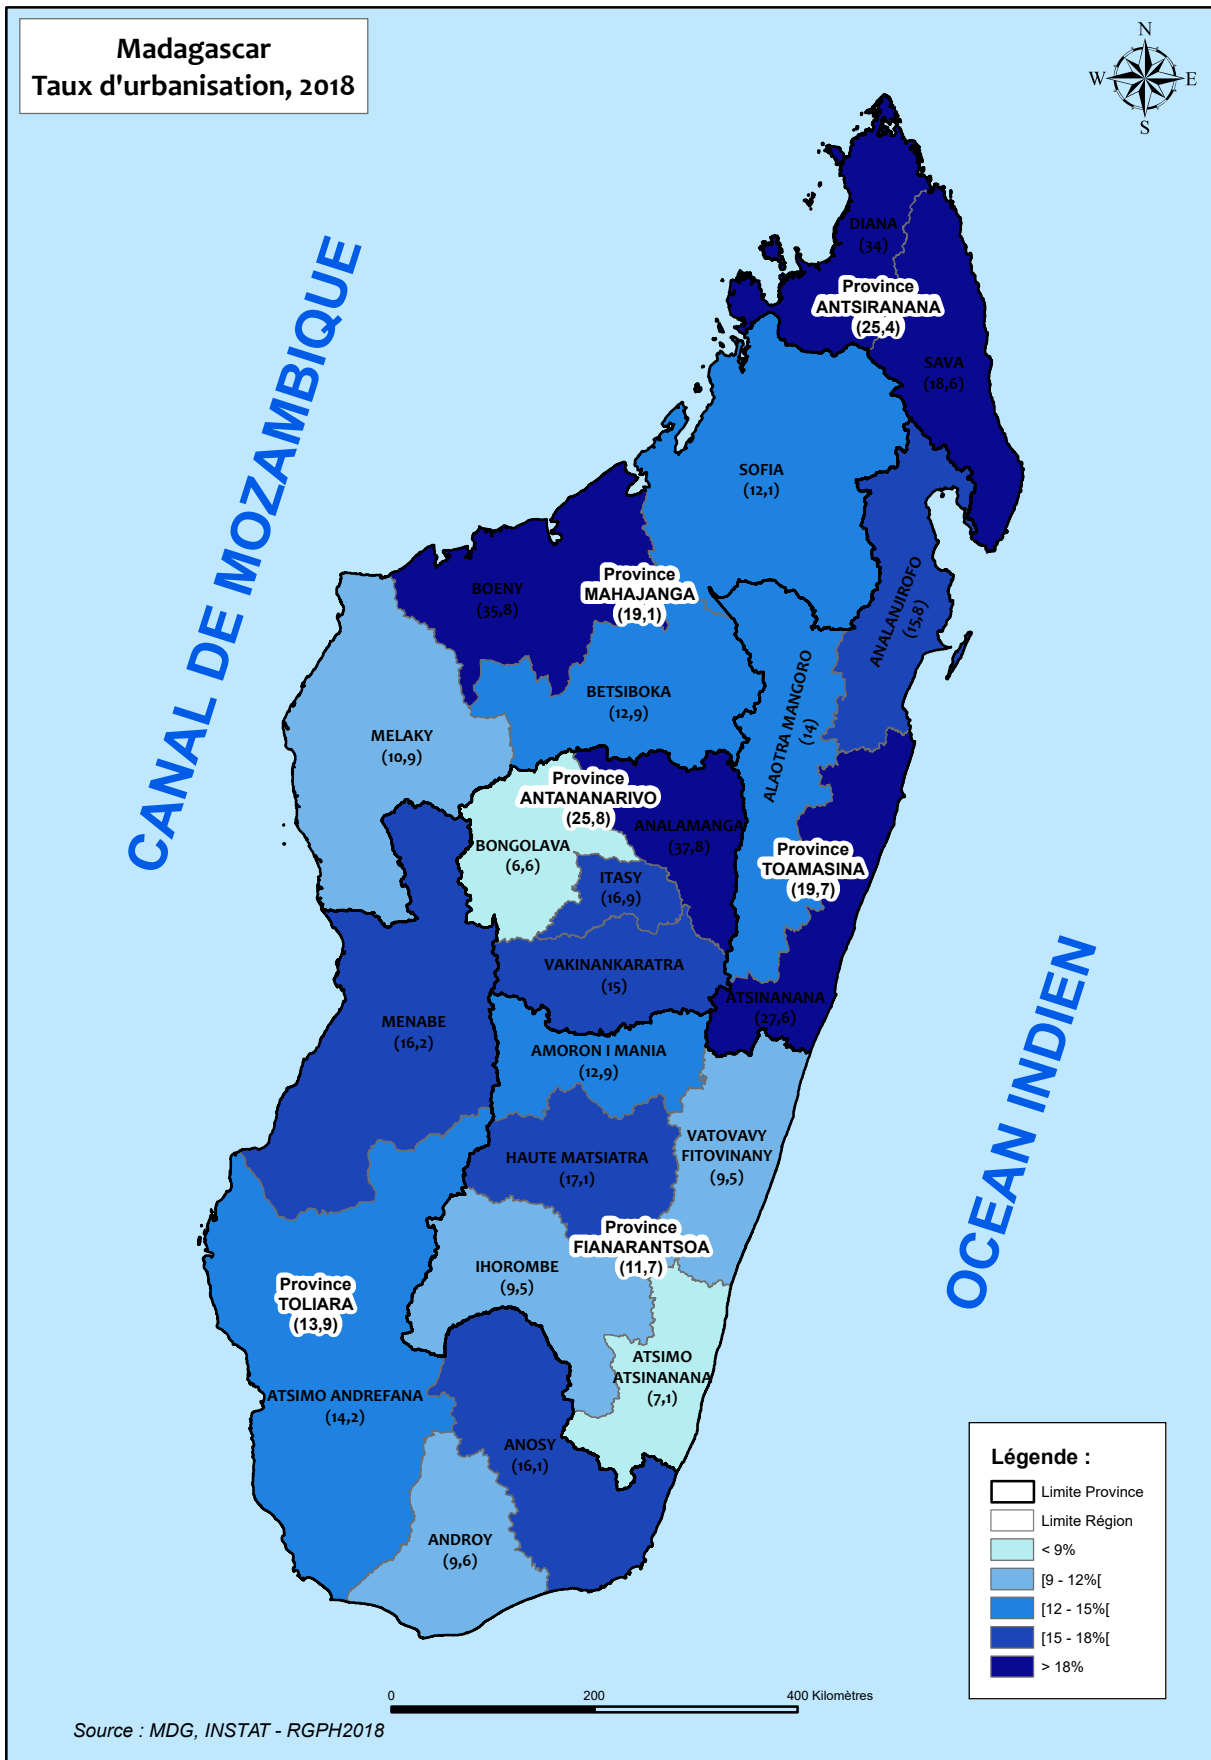 Madagascar
Taux d'urbanisation, 2018
N
W
E
S
CANAL DE MOZAMBIQUE
OCEAN INDIEN
DIANA
(34)
Province
ANTSIRANANA
(25,4)
SAVA
(18,6)
SOFIA
(12,1)
BOENY
(35,8)
Province
MAHAJANGA
(19,1)
ANALANJIROFO
(15,8)
BETSIBOKA
(12,9)
ALAOTRA MANGORO
(14)
MELAKY
(10,9)
Province
ANTANANARIVO
(25,8)
ANALAMANGA
(37,8)
BONGOLAVA
(6,6)
Province
TOAMASINA
(19,7)
ITASY
(16,9)
VAKINANKARATRA
(15)
ATSINANANA
(27,6)
MENABE
(16,2)
AMORON I MANIA
(12,9)
VATOVAVY
FITOVINANY
(9,5)
HAUTE MATSIATRA
(17,1)
Province
FIANARANTSOA
(11,7)
IHOROMBE
(9,5)
Province
TOLIARA
(13,9)
ATSIMO
ATSINANANA
(7,1)
ATSIMO ANDREFANA
(14,2)
ANOSY
(16,1)
ANDROY
(9,6)
Légende :
Limite Province
Limite Région
< 9%
[9 - 12%[
[12 - 15%[
[15 - 18%[
> 18%
0
200
400 Kilomètres
Source : MDG, INSTAT - RGPH2018